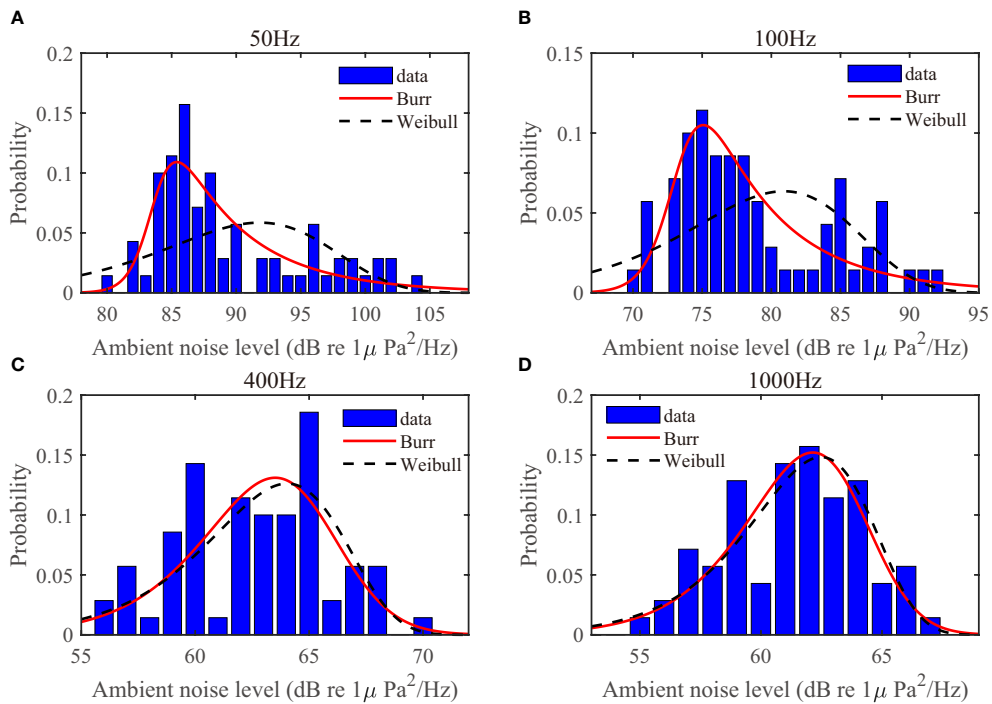 A
50Hz
0.2
0.15
0.1
0.05
0
Probability
data
Burr
Weibull
80 85 90 95 100 105
Ambient noise level (dB re 1μ Pa²/Hz)
B
100Hz
0.15
0.1
0.05
0
Probability
data
Burr
Weibull
70 75 80 85 90 95
Ambient noise level (dB re 1μ Pa²/Hz)
C
400Hz
0.2
0.15
0.1
0.05
0
Probability
data
Burr
Weibull
55 60 65 70
Ambient noise level (dB re 1μ Pa²/Hz)
D
1000Hz
0.2
0.15
0.1
0.05
0
Probability
data
Burr
Weibull
55 60 65
Ambient noise level (dB re 1μ Pa²/Hz)